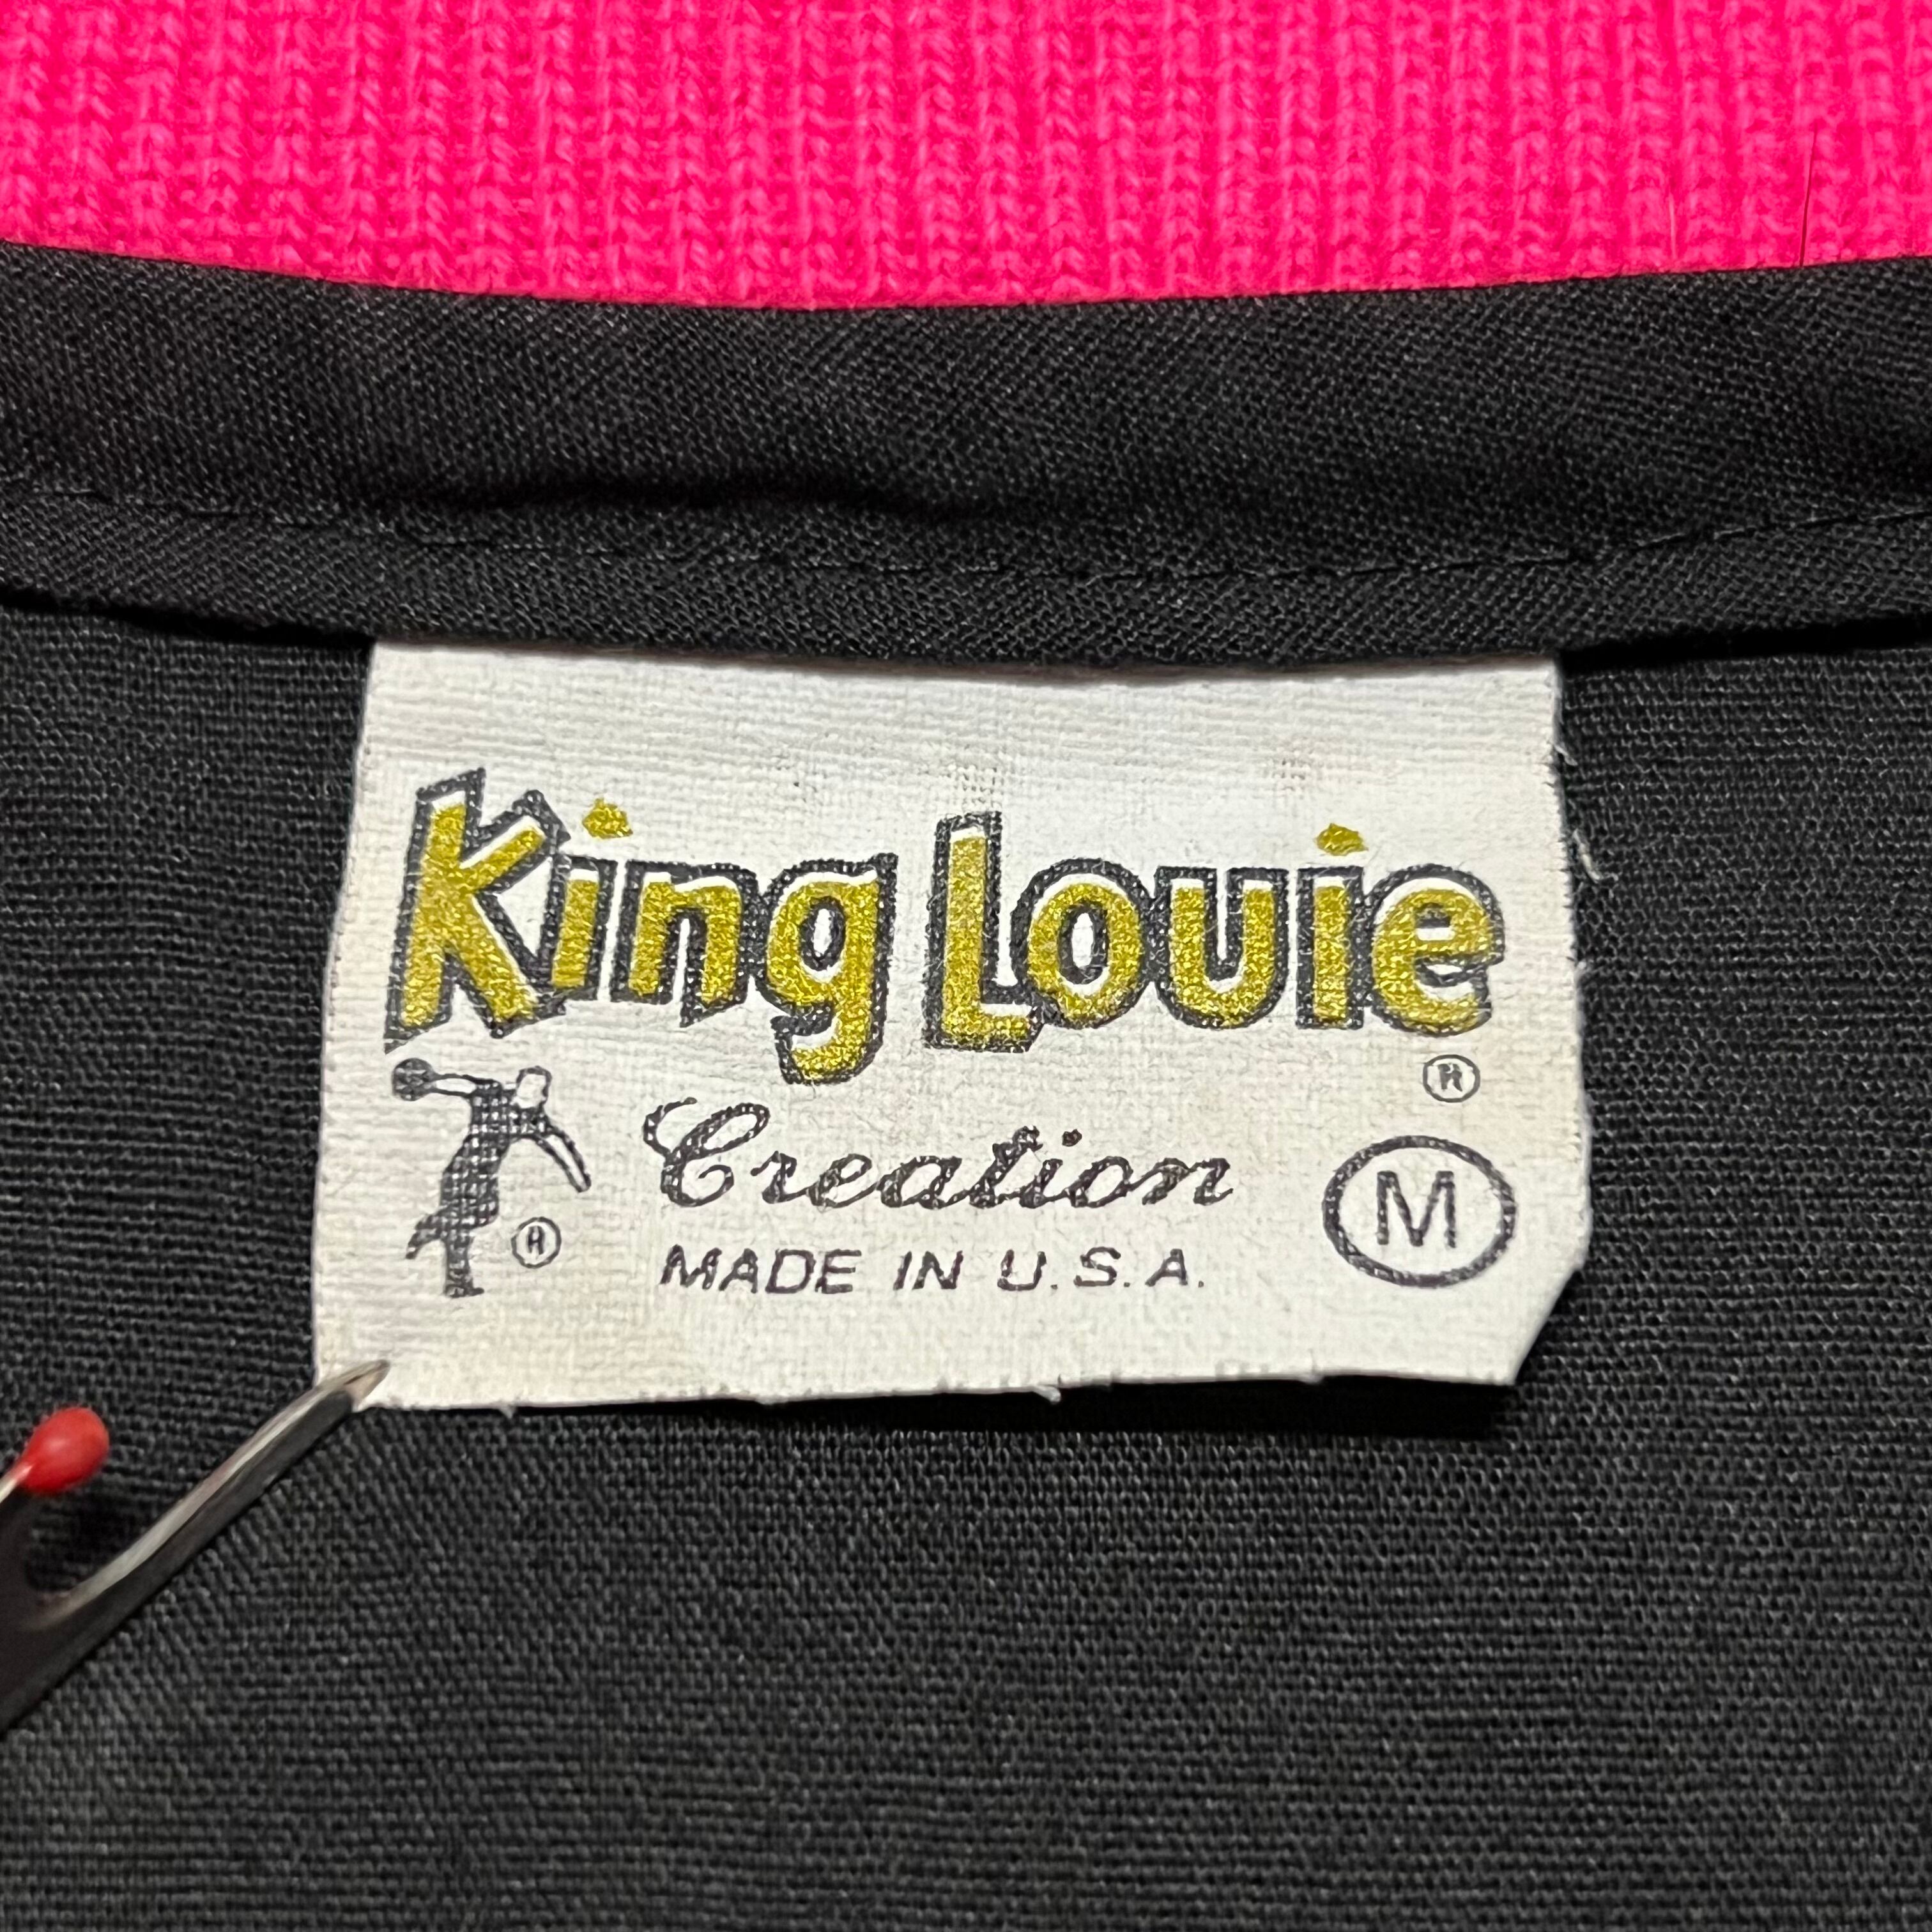 King Louie
®
Creation
®
M
MADE IN U.S.A.